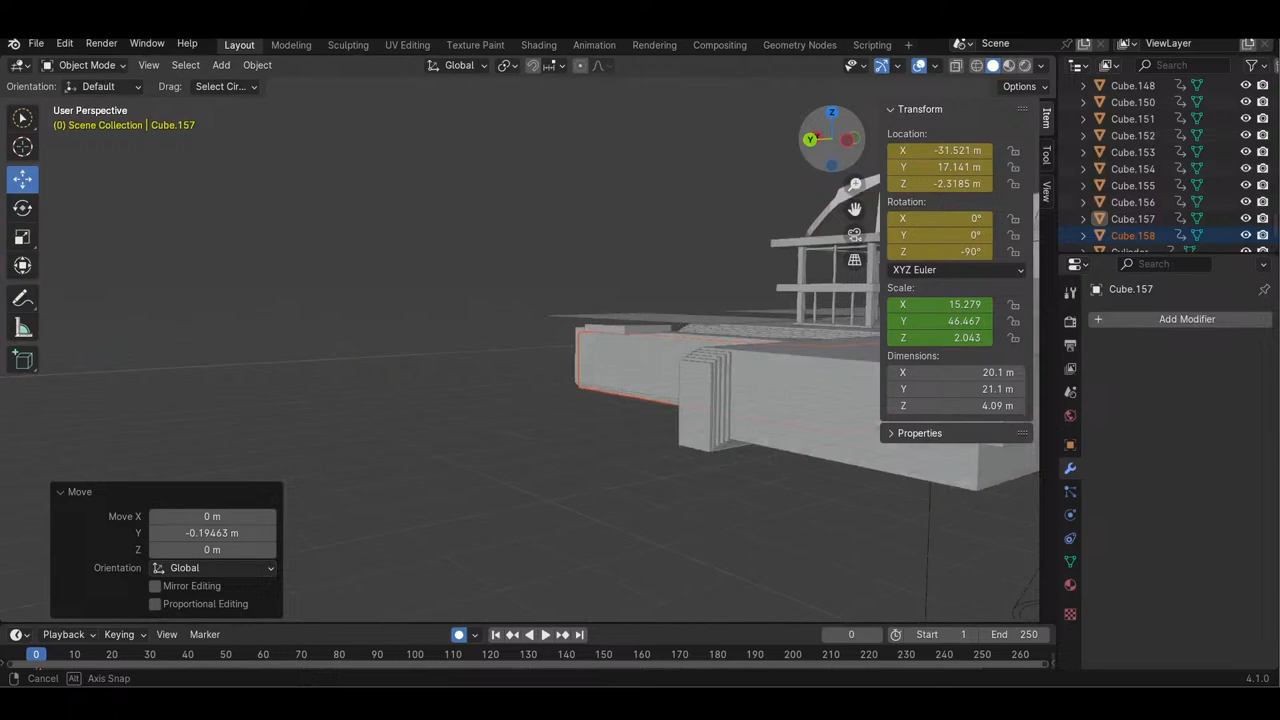 File Edit Render Window Help Layout Modeling Sculpting UV Editing Texture Paint Shading Animation Rendering Compositing Geometry Nodes Scripting + Scene ViewLayer
Object Mode View Select Add Object Global Search
Orientation: Default Drag: Select Cir... Options
User Perspective
(0) Scene Collection | Cube.157
Z
Y
Transform
Location:
X -31.521 m
Y 17.141 m
Z -2.3185 m
Rotation:
X 0°
Y 0°
Z -90°
XYZ Euler
Scale:
X 15.279
Y 46.467
Z 2.043
Dimensions:
X 20.1 m
Y 21.1 m
Z 4.09 m
Properties
Item
Tool
View
Cube.148
Cube.150
Cube.151
Cube.152
Cube.153
Cube.154
Cube.155
Cube.156
Cube.157
Cube.158
Search
Cube.157
Add Modifier
Move
Move X 0 m
Y -0.19463 m
Z 0 m
Orientation Global
Mirror Editing
Proportional Editing
Playback Keying View Marker 0 Start 1 End 250
0 10 20 30 40 50 60 70 80 90 100 110 120 130 140 150 160 170 180 190 200 210 220 230 240 250 260
Cancel Alt Axis Snap 4.1.0